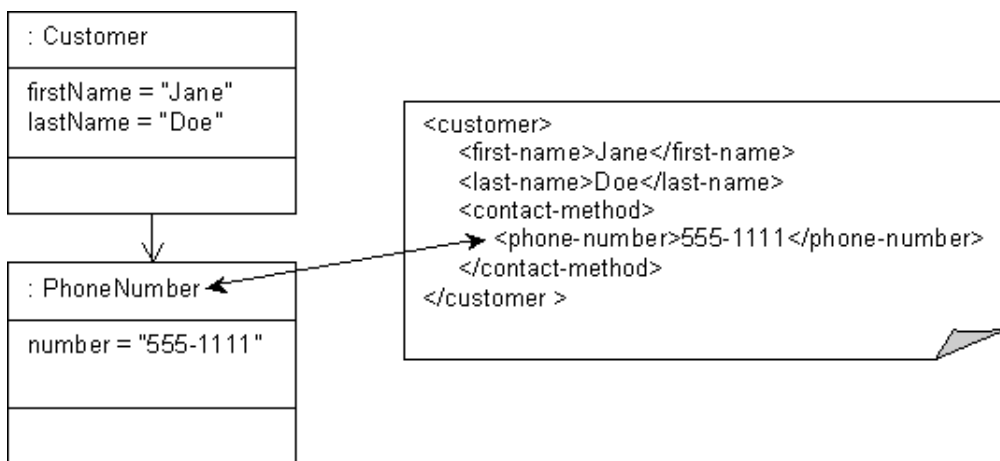 : Customer
firstName = "Jane"
lastName = "Doe"
: PhoneNumber
number = "555-1111"
<customer>
<first-name>Jane</first-name>
<last-name>Doe</last-name>
<contact-method>
<phone-number>555-1111</phone-number>
</contact-method>
</customer >